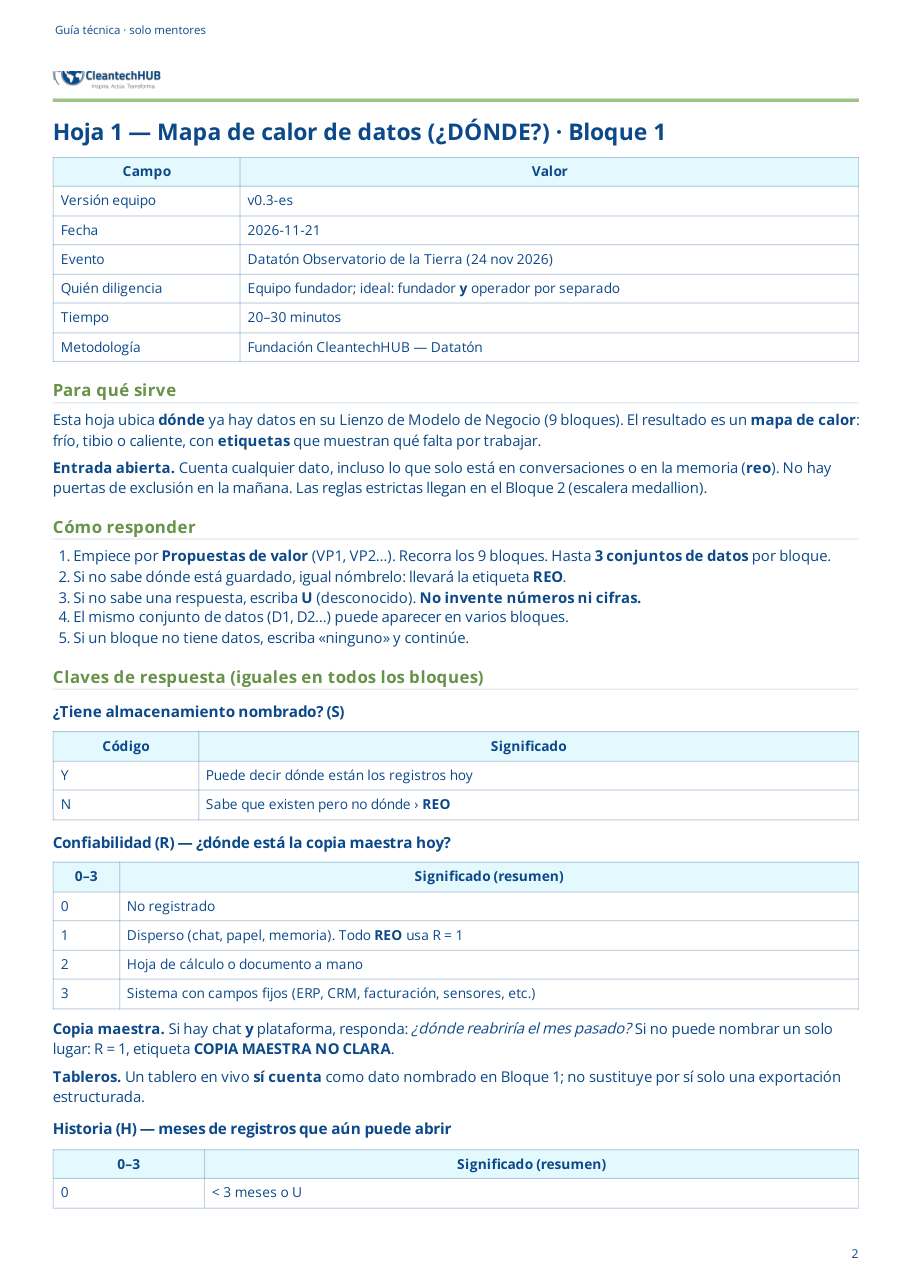 Guía técnica · solo mentores
CleantechHUB
Inspira. Actúa. Transforma.
Hoja 1 — Mapa de calor de datos (¿DÓNDE?) · Bloque 1
Campo Valor
Versión equipo v0.3-es
Fecha 2026-11-21
Evento Datatón Observatorio de la Tierra (24 nov 2026)
Quién diligencia Equipo fundador; ideal: fundador y operador por separado
Tiempo 20–30 minutos
Metodología Fundación CleantechHUB — Datatón
Para qué sirve
Esta hoja ubica dónde ya hay datos en su Lienzo de Modelo de Negocio (9 bloques). El resultado es un mapa de calor:
frío, tibio o caliente, con etiquetas que muestran qué falta por trabajar.
Entrada abierta. Cuenta cualquier dato, incluso lo que solo está en conversaciones o en la memoria (reo). No hay
puertas de exclusión en la mañana. Las reglas estrictas llegan en el Bloque 2 (escalera medallion).
Cómo responder
1. Empiece por Propuestas de valor (VP1, VP2…). Recorra los 9 bloques. Hasta 3 conjuntos de datos por bloque.
2. Si no sabe dónde está guardado, igual nómbrelo: llevará la etiqueta REO.
3. Si no sabe una respuesta, escriba U (desconocido). No invente números ni cifras.
4. El mismo conjunto de datos (D1, D2…) puede aparecer en varios bloques.
5. Si un bloque no tiene datos, escriba «ninguno» y continúe.
Claves de respuesta (iguales en todos los bloques)
¿Tiene almacenamiento nombrado? (S)
Código Significado
Y Puede decir dónde están los registros hoy
N Sabe que existen pero no dónde › REO
Confiabilidad (R) — ¿dónde está la copia maestra hoy?
0–3 Significado (resumen)
0 No registrado
1 Disperso (chat, papel, memoria). Todo REO usa R = 1
2 Hoja de cálculo o documento a mano
3 Sistema con campos fijos (ERP, CRM, facturación, sensores, etc.)
Copia maestra. Si hay chat y plataforma, responda: ¿dónde reabriría el mes pasado? Si no puede nombrar un solo
lugar: R = 1, etiqueta COPIA MAESTRA NO CLARA.
Tableros. Un tablero en vivo sí cuenta como dato nombrado en Bloque 1; no sustituye por sí solo una exportación
estructurada.
Historia (H) — meses de registros que aún puede abrir
0–3 Significado (resumen)
0 < 3 meses o U
2